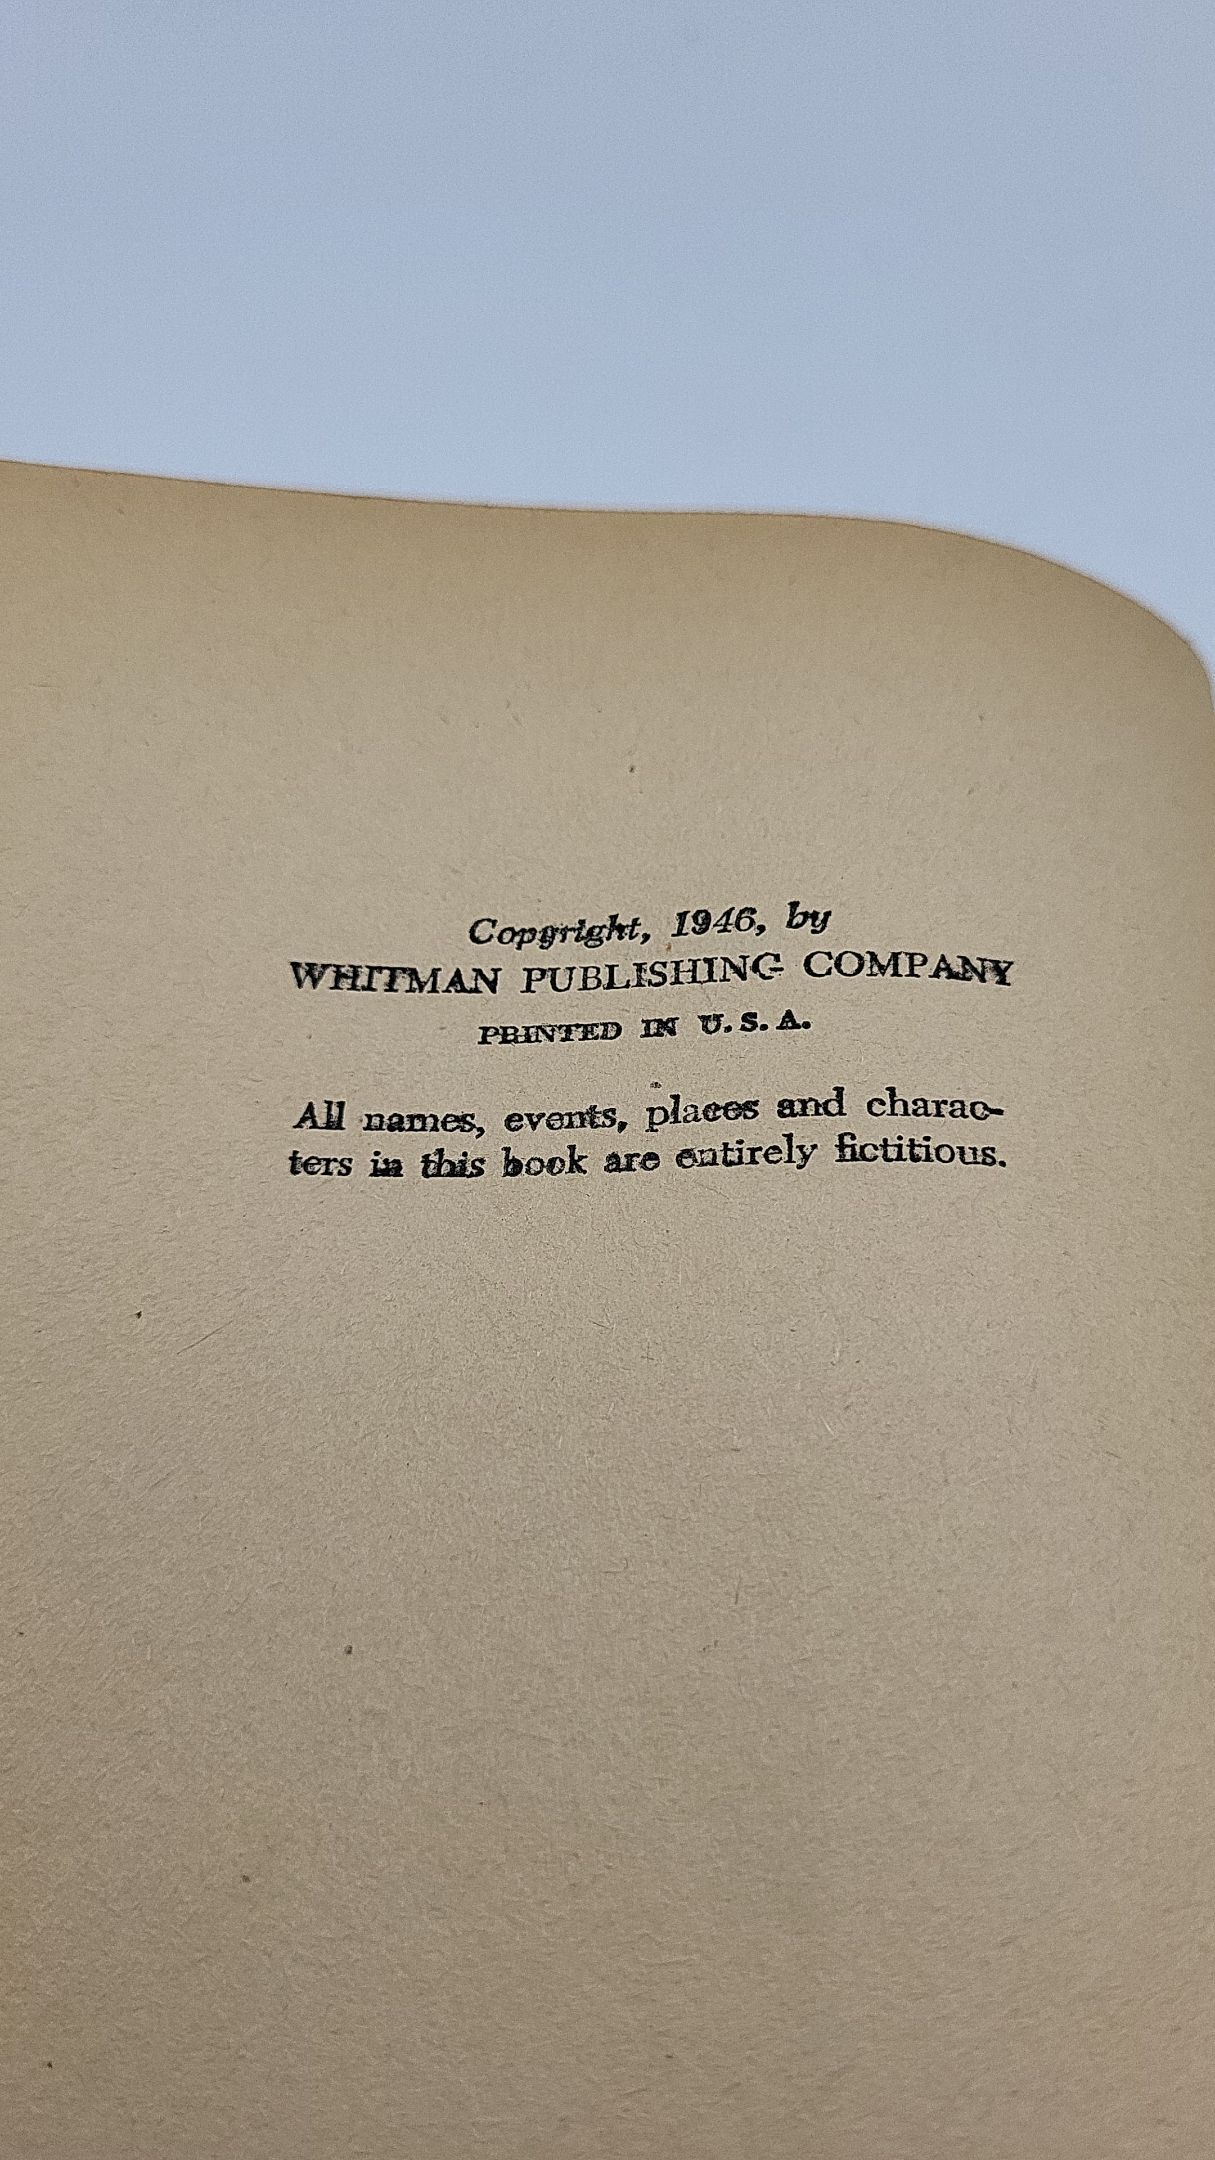 Copyright, 1946, by
WHITMAN PUBLISHING COMPANY
PRINTED IN U. S. A.
All names, events, places and charac-
ters in this book are entirely fictitious.